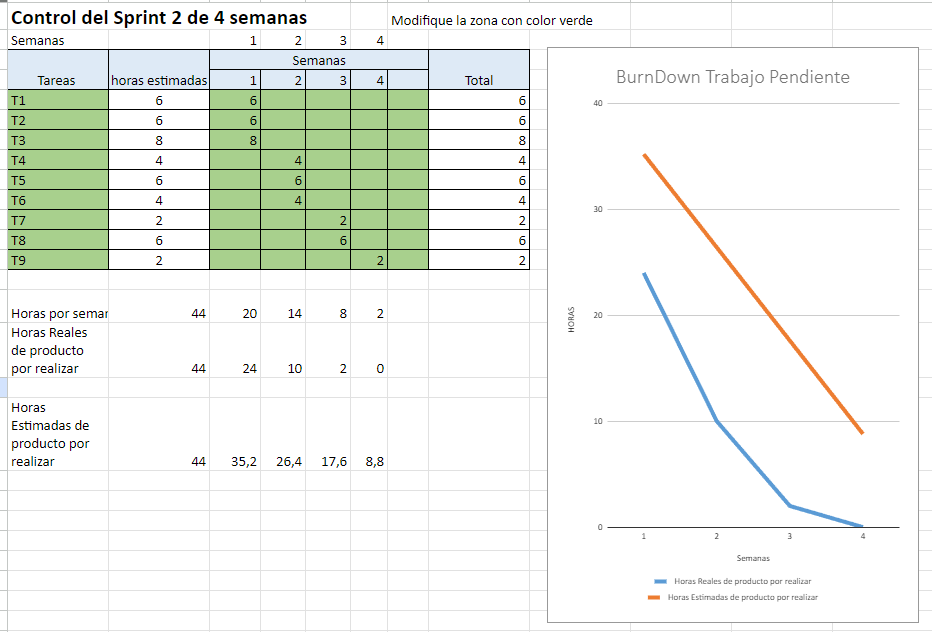 Control del Sprint 2 de 4 semanas
Modifique la zona con color verde
Semanas 1 2 3 4
Semanas
Tareas horas estimadas 1 2 3 4 Total
T1 6 6 6
T2 6 6 6
T3 8 8 8
T4 4 4 4
T5 6 6 6
T6 4 4 4
T7 2 2 2
T8 6 6 6
T9 2 2 2
Horas por semar 44 20 14 8 2
Horas Reales
de producto
por realizar 44 24 10 2 0
Horas
Estimadas de
producto por
realizar 44 35,2 26,4 17,6 8,8
BurnDown Trabajo Pendiente
40
30
20
10
0
HORAS
1 2 3 4
Semanas
Horas Reales de producto por realizar
Horas Estimadas de producto por realizar